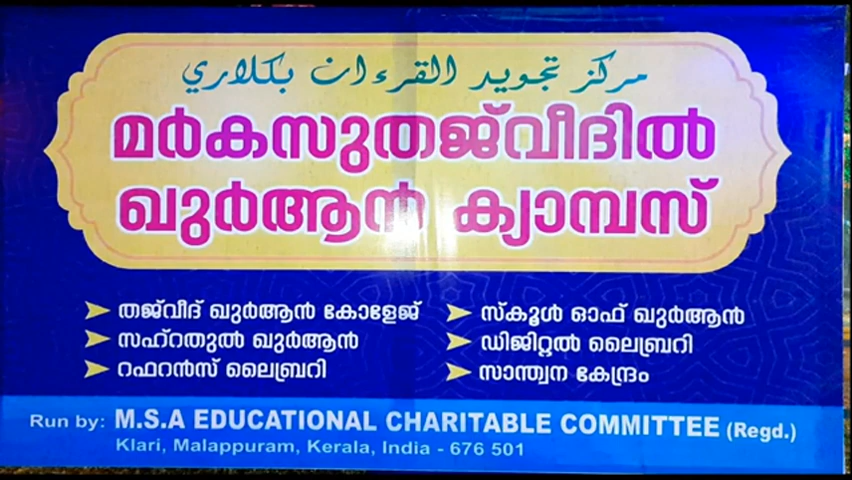 مركز تجويد القرءان بكلاري
മർകസുതജ്‌വീദിൽ
ഖുർആൻ ക്യാമ്പസ്
തജ്‌വീദ് ഖുർആൻ കോളേജ്
സ്കൂൾ ഓഫ് ഖുർആൻ
സഹ്റതുൽ ഖുർആൻ
ഡിജിറ്റൽ ലൈബ്രറി
റഫറൻസ് ലൈബ്രറി
സാന്ത്വന കേന്ദ്രം
Run by: M.S.A EDUCATIONAL CHARITABLE COMMITTEE (Regd.)
Klari, Malappuram, Kerala, India - 676 501